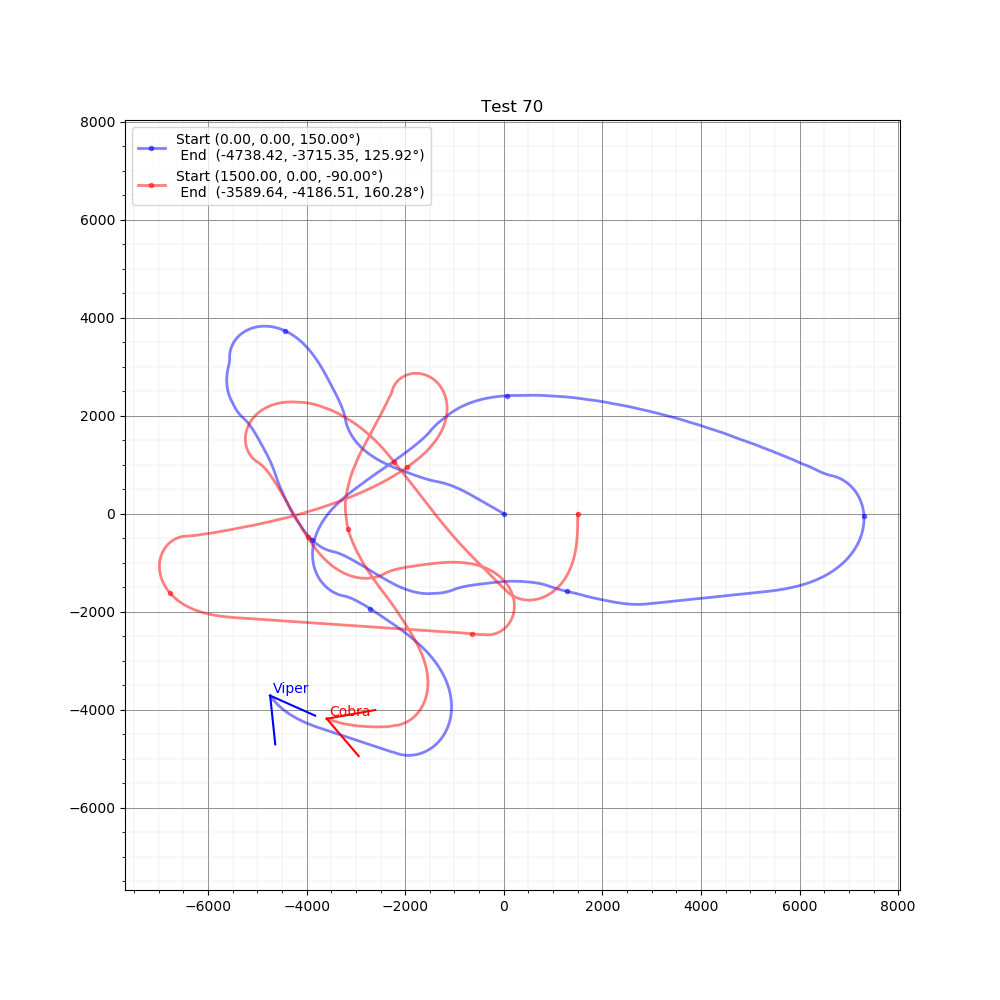 Test 70
Start (0.00, 0.00, 150.00°)
End  (-4738.42, -3715.35, 125.92°)
Start (1500.00, 0.00, -90.00°)
End  (-3589.64, -4186.51, 160.28°)
8000
6000
4000
2000
0
−2000
−4000
−6000
Viper
Cobra
−6000 −4000 −2000 0 2000 4000 6000 8000